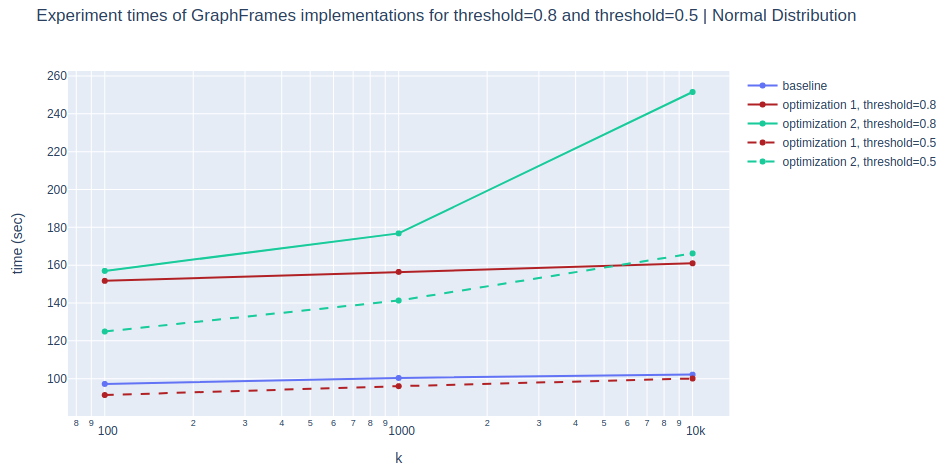 Experiment times of GraphFrames implementations for threshold=0.8 and threshold=0.5 | Normal Distribution
260
240
220
200
180
160
140
120
100
time (sec)
8 9 100 2 3 4 5 6 7 8 9 1000 2 3 4 5 6 7 8 9 10k
k
baseline
optimization 1, threshold=0.8
optimization 2, threshold=0.8
optimization 1, threshold=0.5
optimization 2, threshold=0.5